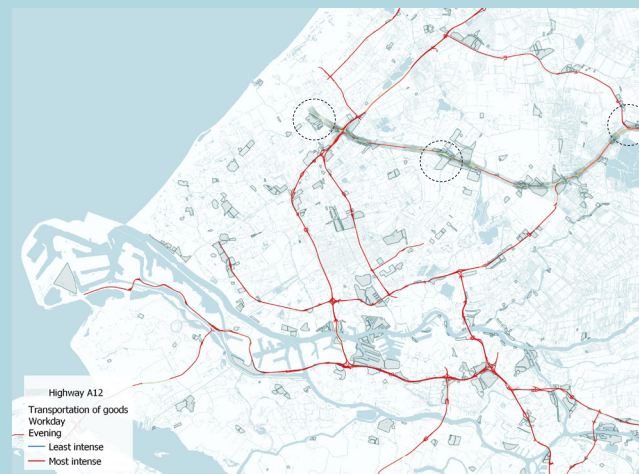 Highway A12
Transportation of goods
Workday
Evening
Least intense
Most intense